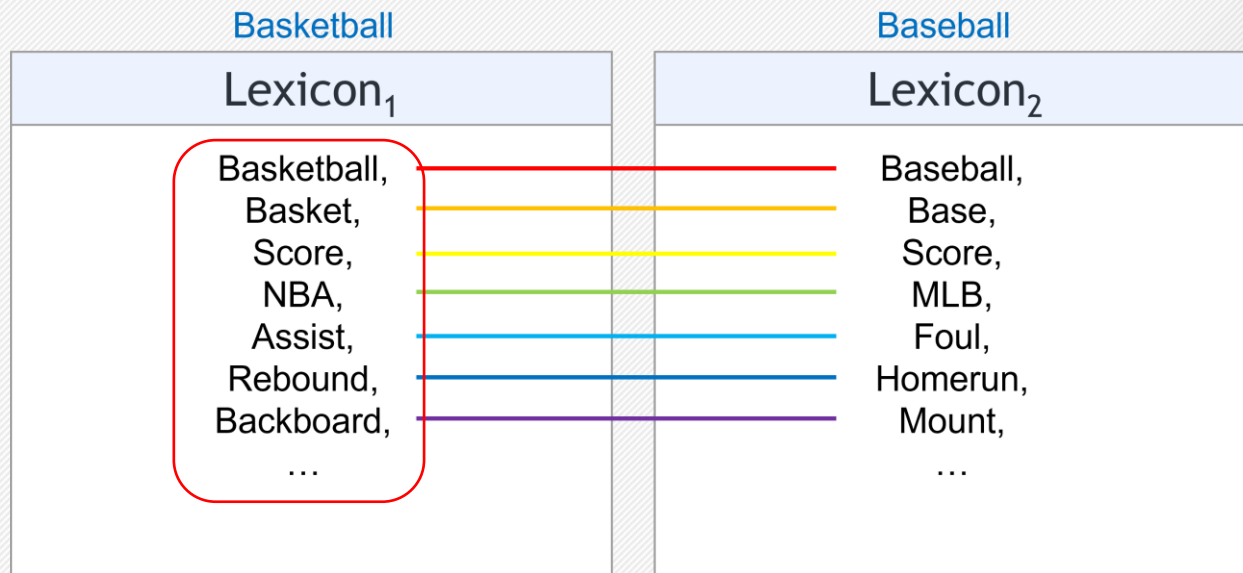 Basketball
Baseball
Lexicon₁
Lexicon₂
Basketball,
Basket,
Score,
NBA,
Assist,
Rebound,
Backboard,
…
Baseball,
Base,
Score,
MLB,
Foul,
Homerun,
Mount,
…